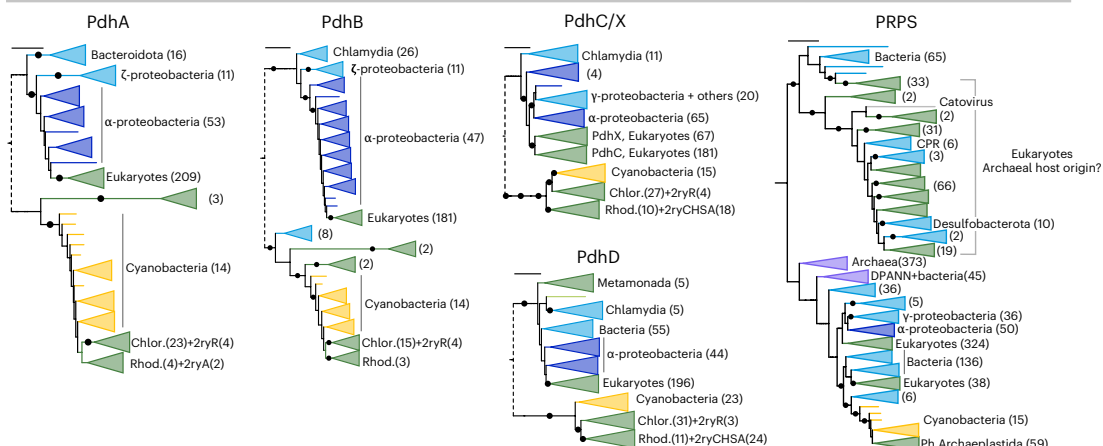 PdhA
Bacteroidota (16)
ζ-proteobacteria (11)
α-proteobacteria (53)
Eukaryotes (209)
(3)
Cyanobacteria (14)
Chlor.(23)+2ryR(4)
Rhod.(4)+2ryA(2)
PdhB
Chlamydia (26)
ζ-proteobacteria (11)
α-proteobacteria (47)
Eukaryotes (181)
(8)
(2)
(2)
Cyanobacteria (14)
Chlor.(15)+2ryR(4)
Rhod.(3)
PdhC/X
Chlamydia (11)
(4)
γ-proteobacteria + others (20)
α-proteobacteria (65)
PdhX, Eukaryotes (67)
PdhC, Eukaryotes (181)
Cyanobacteria (15)
Chlor.(27)+2ryR(4)
Rhod.(10)+2ryCHSA(18)
PdhD
Metamonada (5)
Chlamydia (5)
Bacteria (55)
α-proteobacteria (44)
Eukaryotes (196)
Cyanobacteria (23)
Chlor.(31)+2ryR(3)
Rhod.(11)+2ryCHSA(24)
PRPS
Bacteria (65)
(33)
(2)
Catovirus
(2)
(31)
CPR (6)
(3)
(66)
Desulfobacterota (10)
(2)
(19)
Eukaryotes
Archaeal host origin?
Archaea(373)
DPANN+bacteria(45)
(36)
(5)
γ-proteobacteria (36)
α-proteobacteria (50)
Eukaryotes (324)
Bacteria (136)
Eukaryotes (38)
(6)
Cyanobacteria (15)
Ph.Archaeplastida (59)